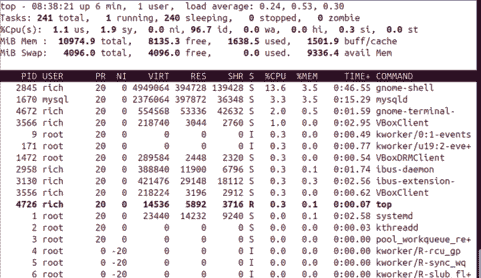 top - 08:38:21 up 6 min,  1 user,  load average: 0.24, 0.53, 0.30
Tasks: 241 total,   1 running, 240 sleeping,   0 stopped,   0 zombie
%Cpu(s):  1.1 us,  1.9 sy,  0.0 ni, 96.7 id,  0.0 wa,  0.0 hi,  0.3 si,  0.0 st
MiB Mem :  10974.9 total,   8135.3 free,   1638.5 used,   1501.9 buff/cache
MiB Swap:   4096.0 total,   4096.0 free,      0.0 used.   9336.4 avail Mem
PID USER      PR  NI    VIRT    RES    SHR S  %CPU  %MEM     TIME+ COMMAND
2845 rich      20   0 4949064 394728 139428 S  13.6   3.5   0:46.55 gnome-shell
1670 mysql     20   0 2376064 397872  36348 S   3.3   3.5   0:15.29 mysqld
4672 rich      20   0  554568  53336  42632 S   2.0   0.5   0:01.59 gnome-terminal-
3566 rich      20   0  218740   3044   2760 S   1.0   0.0   0:02.95 VBoxClient
9 root      20   0       0      0      0 I   0.3   0.0   0:00.49 kworker/0:1-events
171 root      20   0       0      0      0 I   0.3   0.0   0:00.77 kworker/u19:2-eve+
1472 root      20   0  289584   2448   2320 S   0.3   0.0   0:00.54 VBoxDRMClient
2958 rich      20   0  388840  11900   6796 S   0.3   0.1   0:01.74 ibus-daemon
3130 rich      20   0  421476  29148  18112 S   0.3   0.3   0:02.56 ibus-extension-
3556 rich      20   0  218224   3196   2912 S   0.3   0.0   0:00.62 VBoxClient
4726 rich      20   0   14536   5892   3716 R   0.3   0.1   0:00.07 top
1 root      20   0   23440  14232   9240 S   0.0   0.1   0:02.58 systemd
2 root      20   0       0      0      0 S   0.0   0.0   0:00.03 kthreadd
3 root      20   0       0      0      0 S   0.0   0.0   0:00.00 pool_workqueue_re+
4 root       0 -20       0      0      0 I   0.0   0.0   0:00.00 kworker/R-rcu_gp
5 root       0 -20       0      0      0 I   0.0   0.0   0:00.00 kworker/R-sync_wq
6 root       0 -20       0      0      0 I   0.0   0.0   0:00.00 kworker/R-slub_fl+